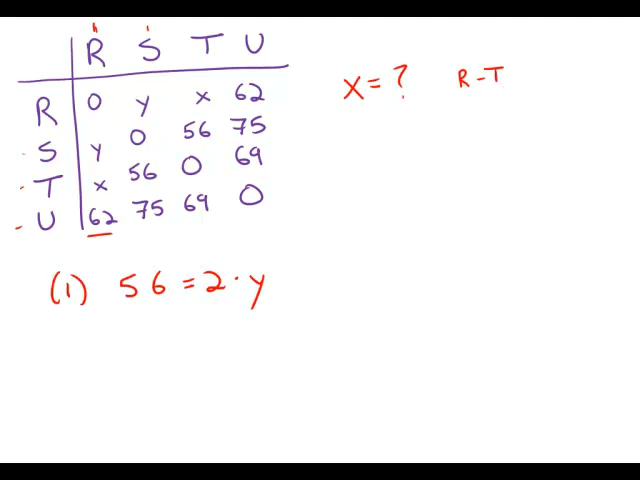 R S T U
R 0 y x 62
S y 0 56 75
T x 56 0 69
U 62 75 69 0
x = ? R - T
(1) 56 = 2 · y